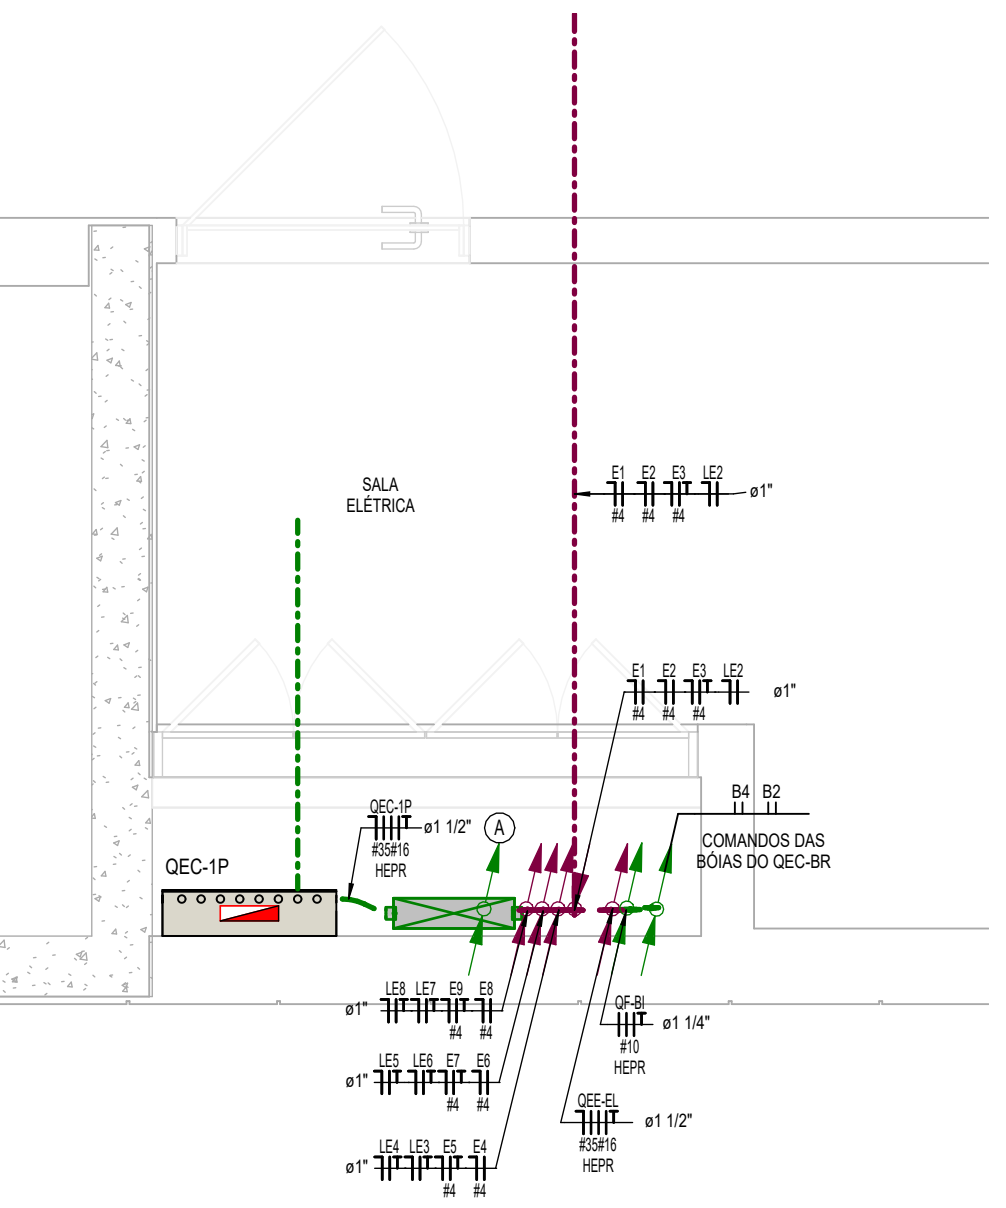 E1 E2 E3 LE2
ø1"
#4 #4 #4
SALA
ELÉTRICA
E1 E2 E3 LE2
ø1"
#4 #4 #4
B4 B2
COMANDOS DAS
BÓIAS DO QEC-BR
QEC-1P
ø1 1/2"
#35#16
HEPR
A
QEC-1P
LE8 LE7 E9 E8
ø1"
#4 #4
QF-BI
ø1 1/4"
#10
HEPR
LE5 LE6 E7 E6
ø1"
#4 #4
QEE-EL
ø1 1/2"
#35#16
HEPR
LE4 LE3 E5 E4
ø1"
#4 #4